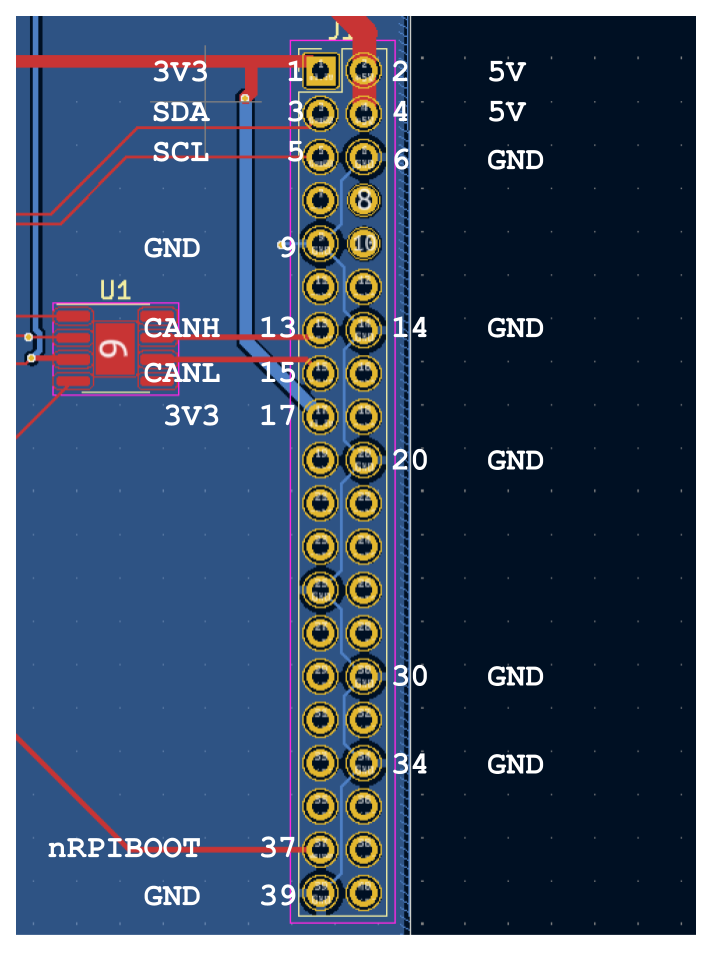 J1
3V3 1 2 5V
SDA 3 4 5V
SCL 5 6 GND
8
GND 9 10
U1
9
CANH 13 14 GND
CANL 15
3V3 17
20 GND
30 GND
34 GND
nRPIBOOT 37
GND 39